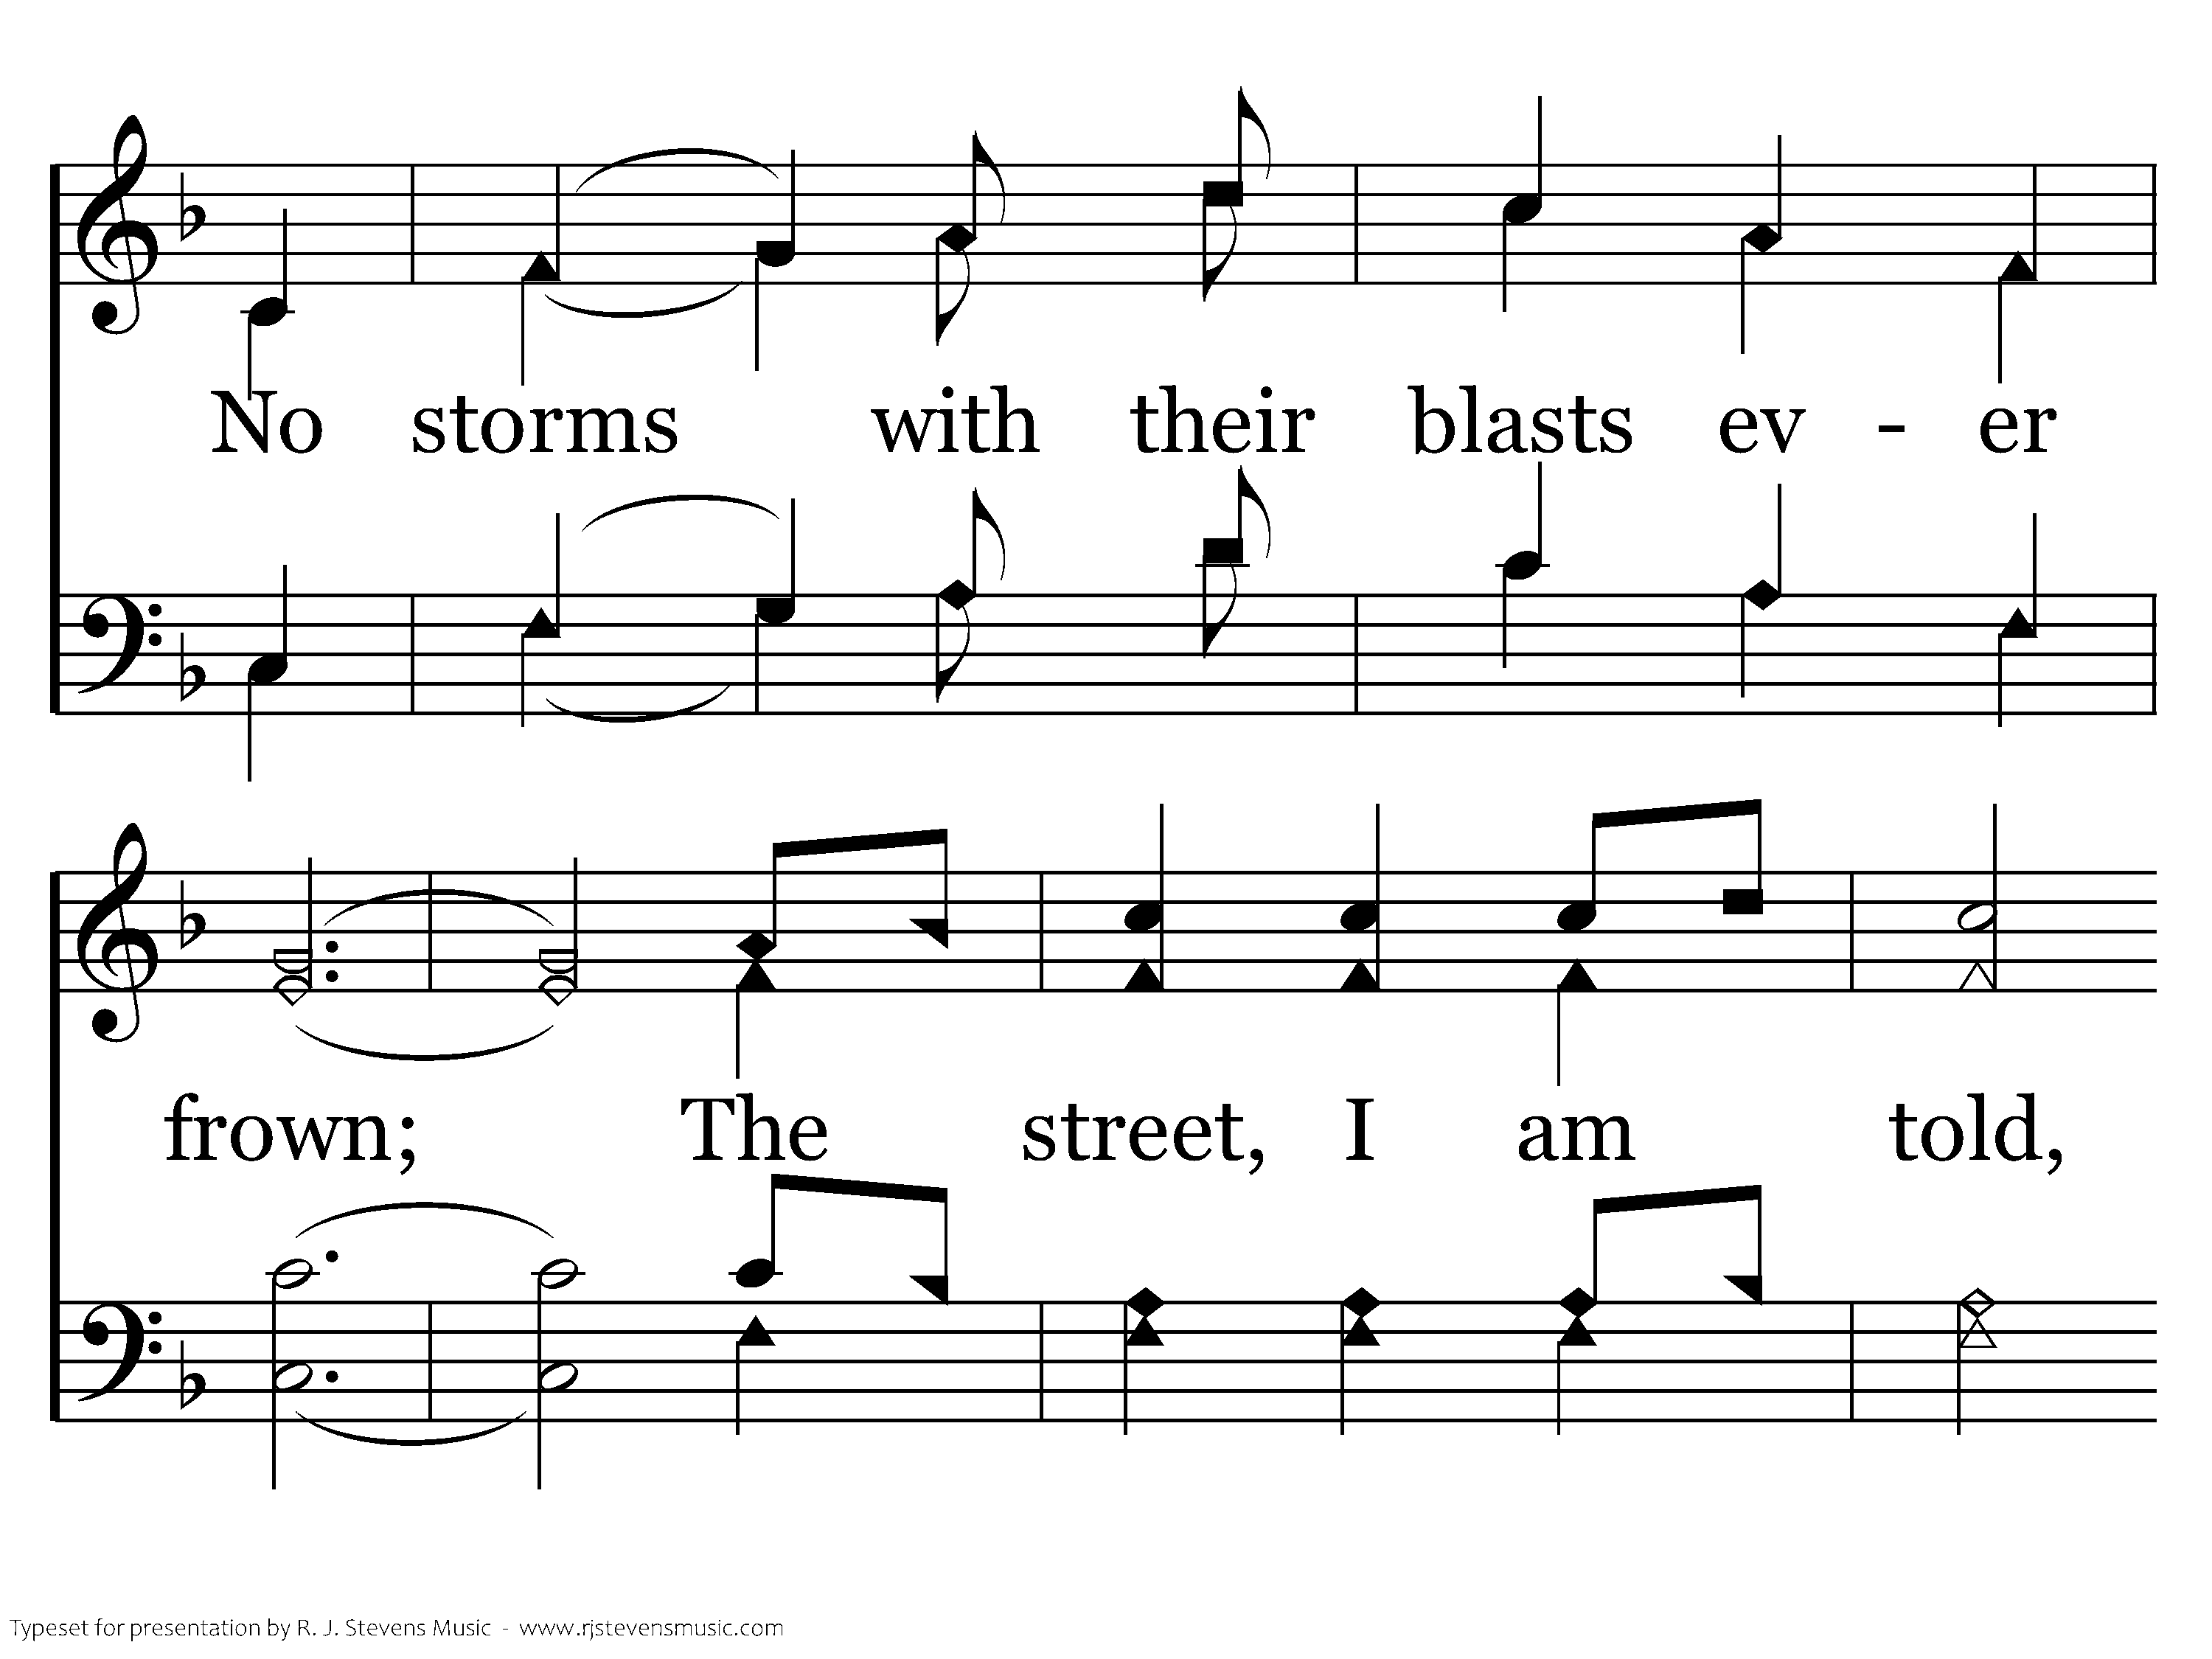 No storms with their blasts ev - er
frown; The street, I am told,
Typeset for presentation by R. J. Stevens Music - www.rjstevensmusic.com